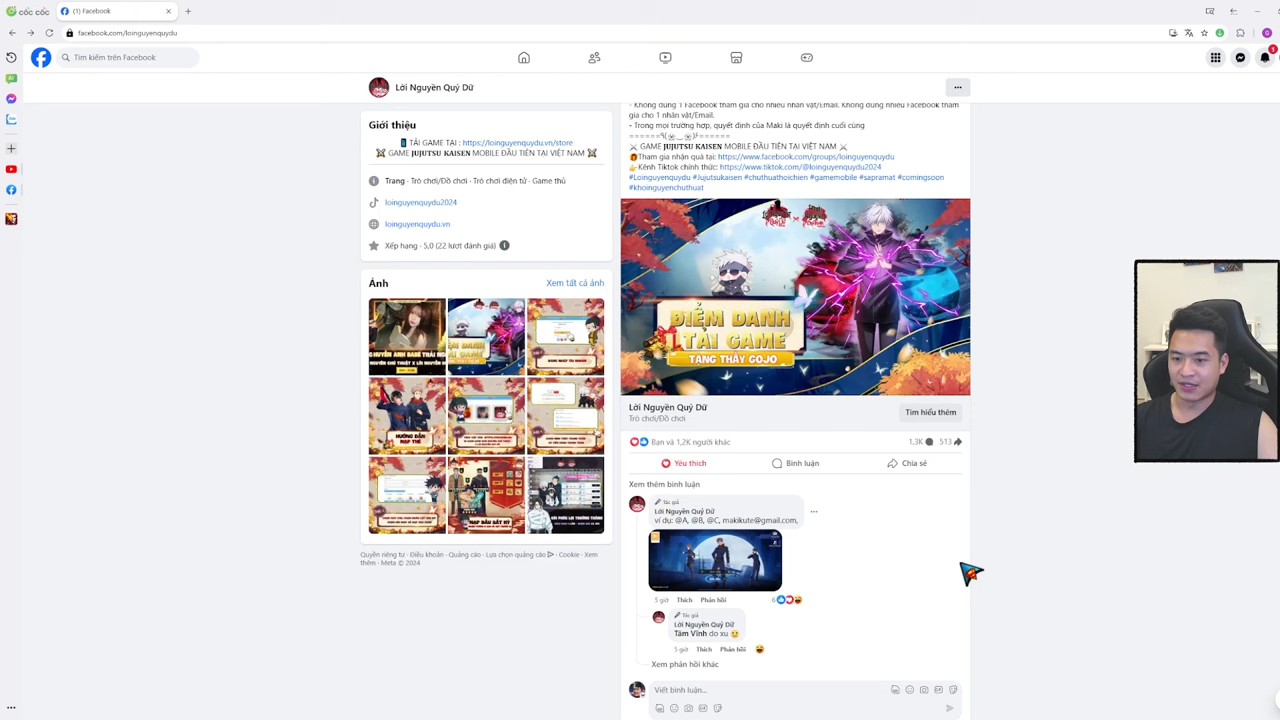 cốc cốc
(1) Facebook
facebook.com/loinguyenquydu
Tìm kiếm trên Facebook
Lời Nguyền Quỷ Dữ
Giới thiệu
TẢI GAME TẠI : https://loinguyenquydu.vn/store
GAME JUJUTSU KAISEN MOBILE ĐẦU TIÊN TẠI VIỆT NAM
Trang · Trò chơi/Đồ chơi · Trò chơi điện tử · Game thủ
loinguyenquydu2024
loinguyenquydu.vn
Xếp hạng · 5,0 (22 lượt đánh giá)
Ảnh
Xem tất cả ảnh
HƯỚNG DẪN
NẠP THẺ
Quyền riêng tư · Điều khoản · Quảng cáo · Lựa chọn quảng cáo · Cookie · Xem
thêm · Meta © 2024
- Không dùng 1 Facebook tham gia cho nhiều nhân vật/Email. Không dùng nhiều Facebook tham
gia cho 1 nhân vật/Email.
- Trong mọi trường hợp, quyết định của Maki là quyết định cuối cùng
GAME JUJUTSU KAISEN MOBILE ĐẦU TIÊN TẠI VIỆT NAM
Tham gia nhận quà tại: https://www.facebook.com/groups/loinguyenquydu
Kênh Tiktok chính thức: https://www.tiktok.com/@loinguyenquydu2024
#Loinguyenquydu #Jujutsukaisen #chuthuathoichien #gamemobile #sapramat #comingsoon
#khoinguyenchuthuat
ĐIỂM DANH
TẢI GAME
TẶNG THẦY GOJO
Lời Nguyền Quỷ Dữ
Trò chơi/Đồ chơi
Tìm hiểu thêm
Bạn và 1,2K người khác
1,3K
513
Yêu thích
Bình luận
Chia sẻ
Xem thêm bình luận
Tác giả
Lời Nguyền Quỷ Dữ
ví dụ: @A, @B, @C, makikute@gmail.com,
5 giờ Thích Phản hồi
6
Tác giả
Lời Nguyền Quỷ Dữ
Tâm Vĩnh do xu
5 giờ Thích Phản hồi
Xem phản hồi khác
Viết bình luận...